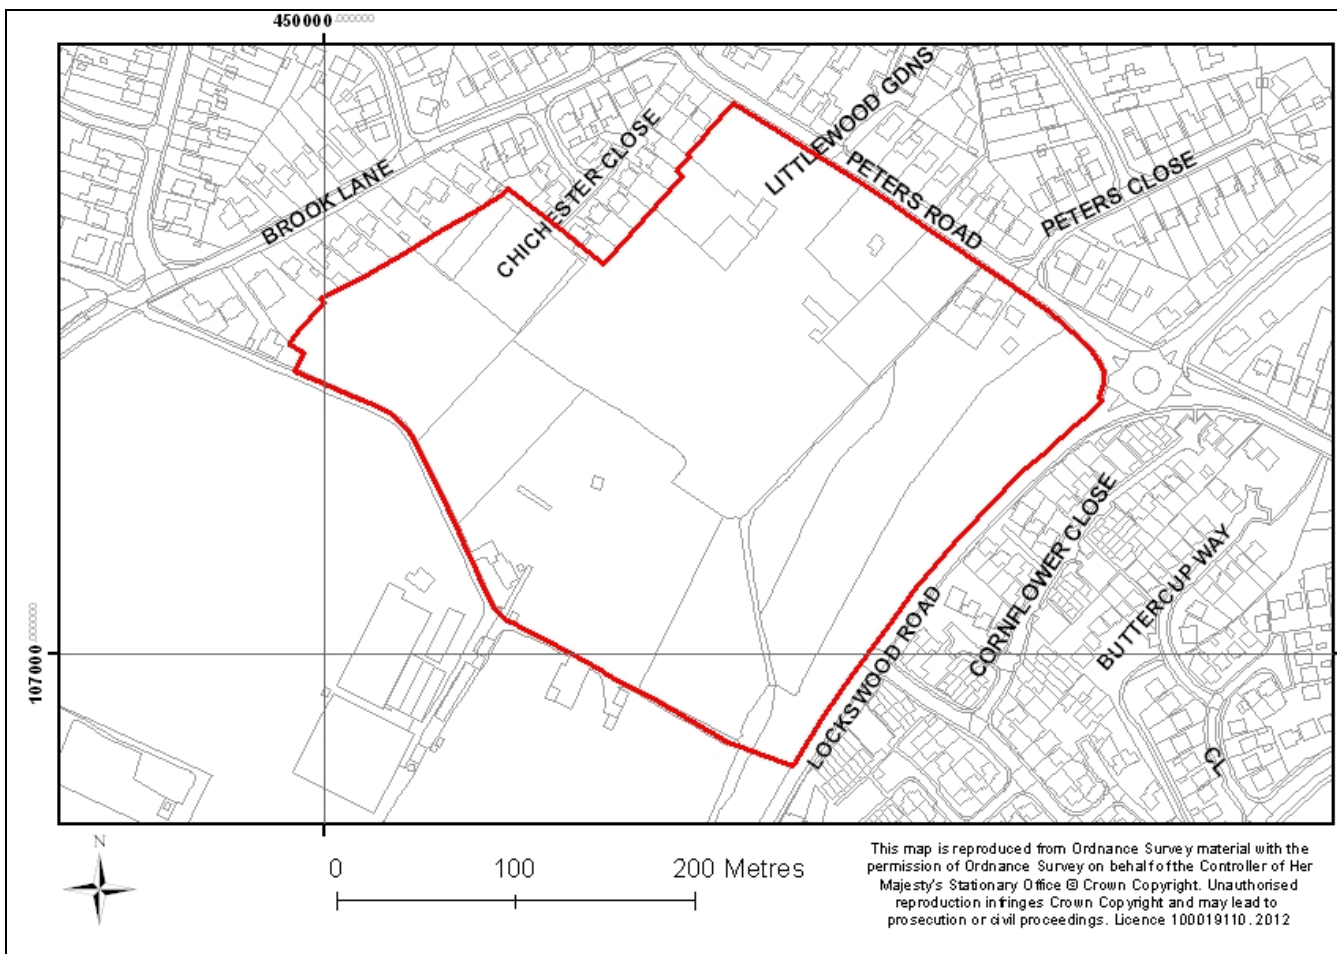 450000.000000
LITTLEWOOD GDNS
CHICHESTER CLOSE
BROOK LANE
PETERS ROAD
PETERS CLOSE
CORNFLOWER CLOSE
BUTTERCUP WAY
LOCKSWOOD ROAD
CL
107000.000000
N
0 100 200 Metres
This map is reproduced from Ordnance Survey material with the
permission of Ordnance Survey on behalf of the Controller of Her
Majesty's Stationary Office © Crown Copyright. Unauthorised
reproduction infringes Crown Copyright and may lead to
prosecution or civil proceedings. Licence 100019110. 2012